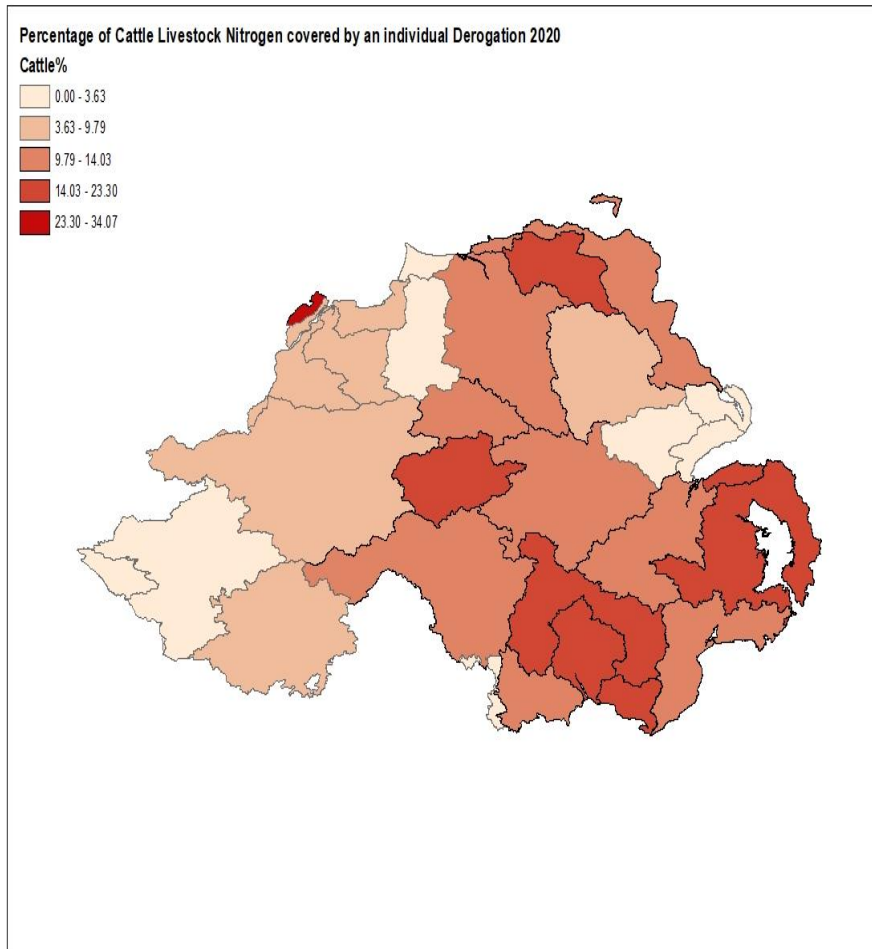 Percentage of Cattle Livestock Nitrogen covered by an individual Derogation 2020
Cattle%
0.00 - 3.63
3.63 - 9.79
9.79 - 14.03
14.03 - 23.30
23.30 - 34.07